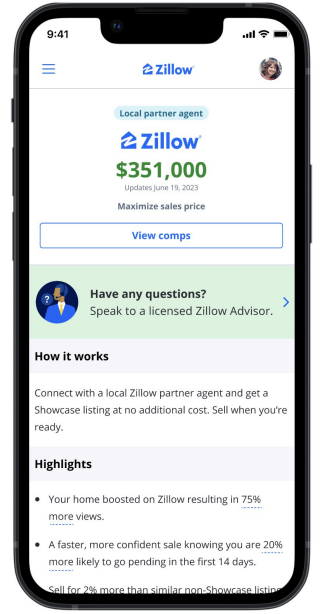 9:41
Zillow
Local partner agent
Zillow
$351,000
Updates June 19, 2023
Maximize sales price
View comps
?
Have any questions?
Speak to a licensed Zillow Advisor.
How it works
Connect with a local Zillow partner agent and get a
Showcase listing at no additional cost. Sell when you’re
ready.
Highlights
• Your home boosted on Zillow resulting in 75%
more views.
• A faster, more confident sale knowing you are 20%
more likely to go pending in the first 14 days.
Sell for 2% more than similar non-Showcase listing